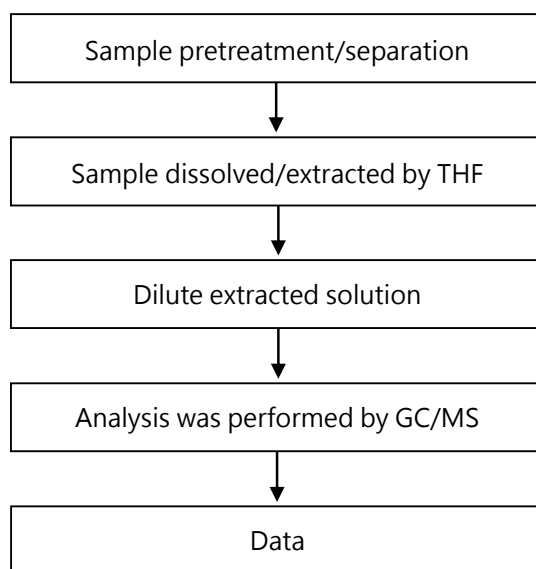 Sample pretreatment/separation
Sample dissolved/extracted by THF
Dilute extracted solution
Analysis was performed by GC/MS
Data